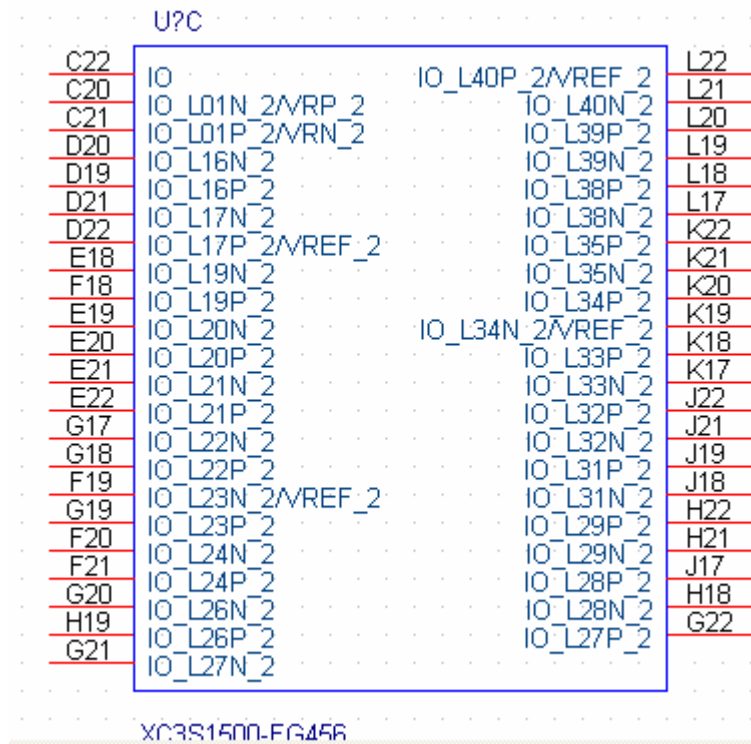 U?C
C22 IO IO_L40P_2/VREF_2 L22
C20 IO_L01N_2/VRP_2 IO_L40N_2 L21
C21 IO_L01P_2/VRN_2 IO_L39P_2 L20
D20 IO_L16N_2 IO_L39N_2 L19
D19 IO_L16P_2 IO_L38P_2 L18
D21 IO_L17N_2 IO_L38N_2 L17
D22 IO_L17P_2/VREF_2 IO_L35P_2 K22
E18 IO_L19N_2 IO_L35N_2 K21
F18 IO_L19P_2 IO_L34P_2 K20
E19 IO_L20N_2 IO_L34N_2/VREF_2 K19
E20 IO_L20P_2 IO_L33P_2 K18
E21 IO_L21N_2 IO_L33N_2 K17
E22 IO_L21P_2 IO_L32P_2 J22
G17 IO_L22N_2 IO_L32N_2 J21
G18 IO_L22P_2 IO_L31P_2 J19
F19 IO_L23N_2/VREF_2 IO_L31N_2 J18
G19 IO_L23P_2 IO_L29P_2 H22
F20 IO_L24N_2 IO_L29N_2 H21
F21 IO_L24P_2 IO_L28P_2 J17
G20 IO_L26N_2 IO_L28N_2 H18
H19 IO_L26P_2 IO_L27P_2 G22
G21 IO_L27N_2
XC3S1500-FG456